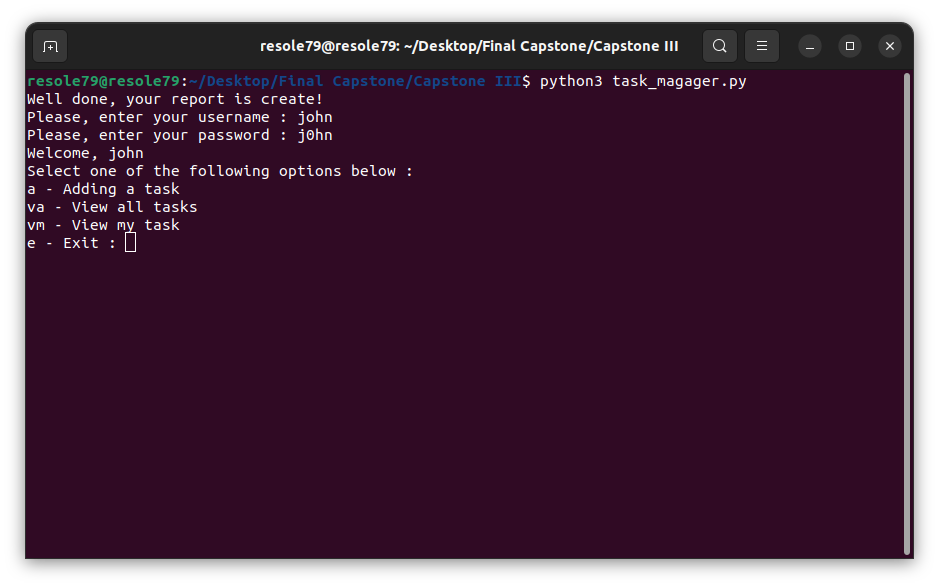 resole79@resole79: ~/Desktop/Final Capstone/Capstone III
resole79@resole79:~/Desktop/Final Capstone/Capstone III$ python3 task_magager.py
Well done, your report is create!
Please, enter your username : john
Please, enter your password : j0hn
Welcome, john
Select one of the following options below :
a - Adding a task
va - View all tasks
vm - View my task
e - Exit :